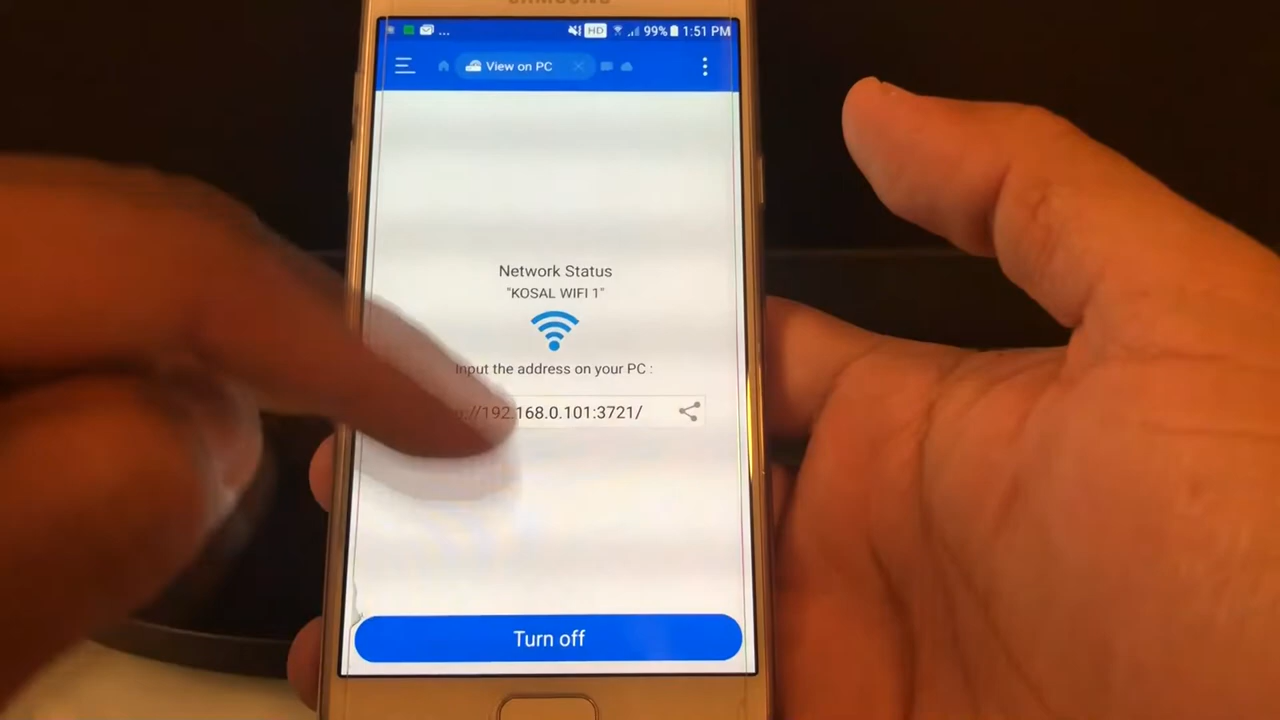 SAMSUNG
... HD 99% 1:51 PM
View on PC
Network Status
"KOSAL WIFI 1"
Input the address on your PC :
://192.168.0.101:3721/
Turn off